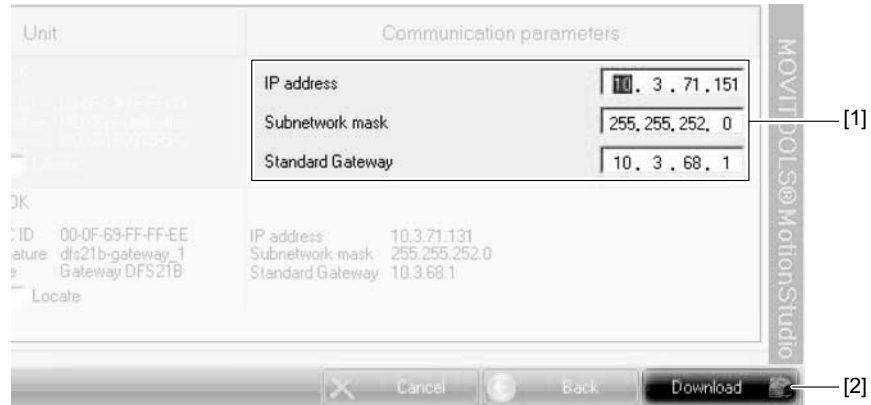 Unit
Communication parameters
IP address 10. 3 . 71 .151
Subnetwork mask 255. 255. 252. 0
Standard Gateway 10. 3 . 68. 1
[1]
Locate
OK
C ID 00-0F-69-FF-FF-EE
ature dfs21b-gateway_1
e Gateway DFS21B
Locate
IP address 10.3.71.131
Subnetwork mask 255.255.252.0
Standard Gateway 10.3.68.1
MOVITOOLS® MotionStudio
Cancel
Back
Download
[2]